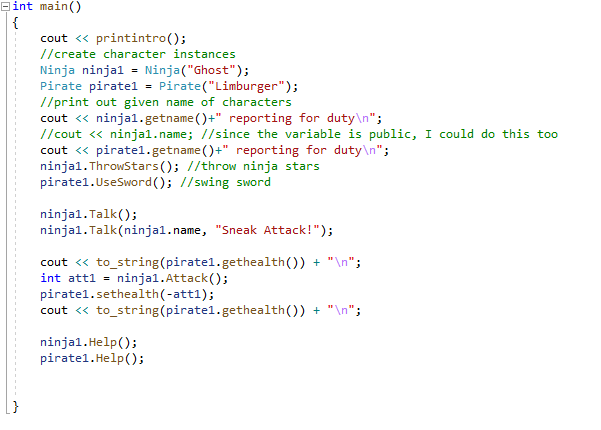 int main()
{
cout << printintro();
//create character instances
Ninja ninja1 = Ninja("Ghost");
Pirate pirate1 = Pirate("Limburger");
//print out given name of characters
cout << ninja1.getname()+" reporting for duty\n";
//cout << ninja1.name; //since the variable is public, I could do this too
cout << pirate1.getname()+" reporting for duty\n";
ninja1.ThrowStars(); //throw ninja stars
pirate1.UseSword(); //swing sword
ninja1.Talk();
ninja1.Talk(ninja1.name, "Sneak Attack!");
cout << to_string(pirate1.gethealth()) + "\n";
int att1 = ninja1.Attack();
pirate1.sethealth(-att1);
cout << to_string(pirate1.gethealth()) + "\n";
ninja1.Help();
pirate1.Help();
}